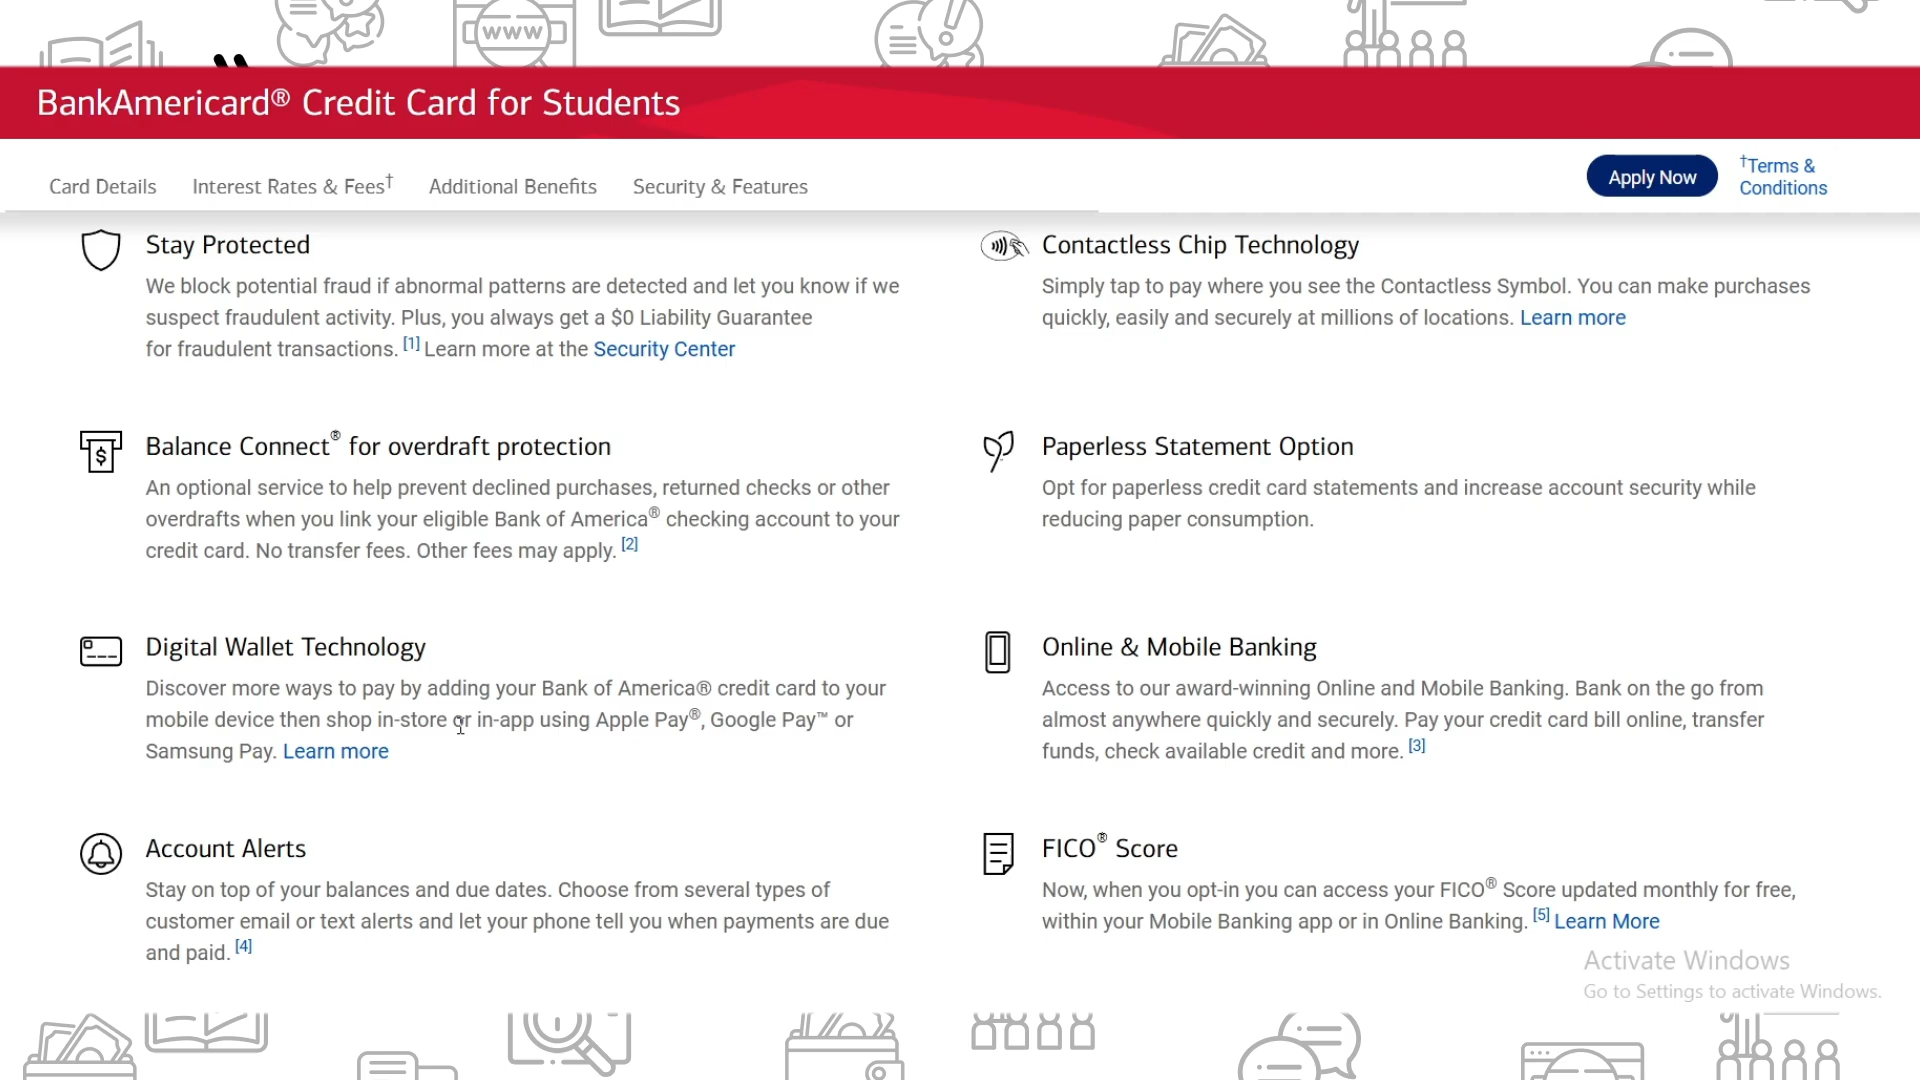 WWW
BankAmericard® Credit Card for Students
Card Details
Interest Rates & Fees†
Additional Benefits
Security & Features
Apply Now
†Terms &
Conditions
Stay Protected
We block potential fraud if abnormal patterns are detected and let you know if we
suspect fraudulent activity. Plus, you always get a $0 Liability Guarantee
for fraudulent transactions. [1] Learn more at the Security Center
Contactless Chip Technology
Simply tap to pay where you see the Contactless Symbol. You can make purchases
quickly, easily and securely at millions of locations. Learn more
Balance Connect® for overdraft protection
An optional service to help prevent declined purchases, returned checks or other
overdrafts when you link your eligible Bank of America® checking account to your
credit card. No transfer fees. Other fees may apply. [2]
Paperless Statement Option
Opt for paperless credit card statements and increase account security while
reducing paper consumption.
Digital Wallet Technology
Discover more ways to pay by adding your Bank of America® credit card to your
mobile device then shop in-store or in-app using Apple Pay®, Google Pay™ or
Samsung Pay. Learn more
Online & Mobile Banking
Access to our award-winning Online and Mobile Banking. Bank on the go from
almost anywhere quickly and securely. Pay your credit card bill online, transfer
funds, check available credit and more. [3]
Account Alerts
Stay on top of your balances and due dates. Choose from several types of
customer email or text alerts and let your phone tell you when payments are due
and paid. [4]
FICO® Score
Now, when you opt-in you can access your FICO® Score updated monthly for free,
within your Mobile Banking app or in Online Banking. [5] Learn More
Activate Windows
Go to Settings to activate Windows.